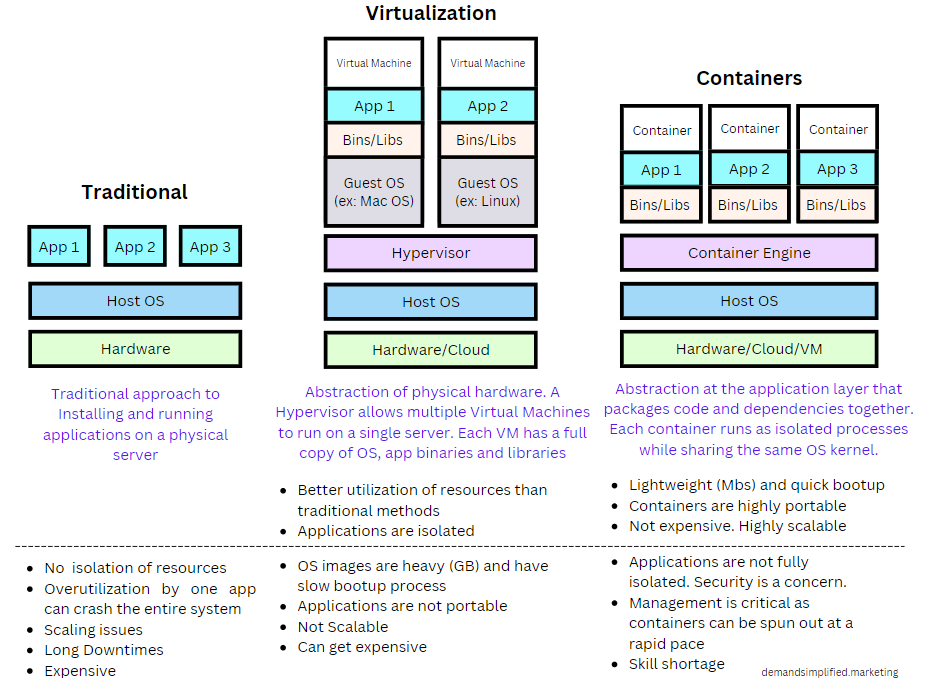 Traditional
App 1
App 2
App 3
Host OS
Hardware
Traditional approach to
Installing and running
applications on a physical
server
No isolation of resources
Overutilization by one app
can crash the entire system
Scaling issues
Long Downtimes
Expensive
Virtualization
Virtual Machine
App 1
Bins/Libs
Guest OS
(ex: Mac OS)
Virtual Machine
App 2
Bins/Libs
Guest OS
(ex: Linux)
Hypervisor
Host OS
Hardware/Cloud
Abstraction of physical hardware. A
Hypervisor allows multiple Virtual Machines
to run on a single server. Each VM has a full
copy of OS, app binaries and libraries
Better utilization of resources than
traditional methods
Applications are isolated
OS images are heavy (GB) and have
slow bootup process
Applications are not portable
Not Scalable
Can get expensive
Containers
Container
App 1
Bins/Libs
Container
App 2
Bins/Libs
Container
App 3
Bins/Libs
Container Engine
Host OS
Hardware/Cloud/VM
Abstraction at the application layer that
packages code and dependencies together.
Each container runs as isolated processes
while sharing the same OS kernel.
Lightweight (Mbs) and quick bootup
Containers are highly portable
Not expensive. Highly scalable
Applications are not fully
isolated. Security is a concern.
Management is critical as
containers can be spun out at a
rapid pace
Skill shortage
demandsimplified.marketing